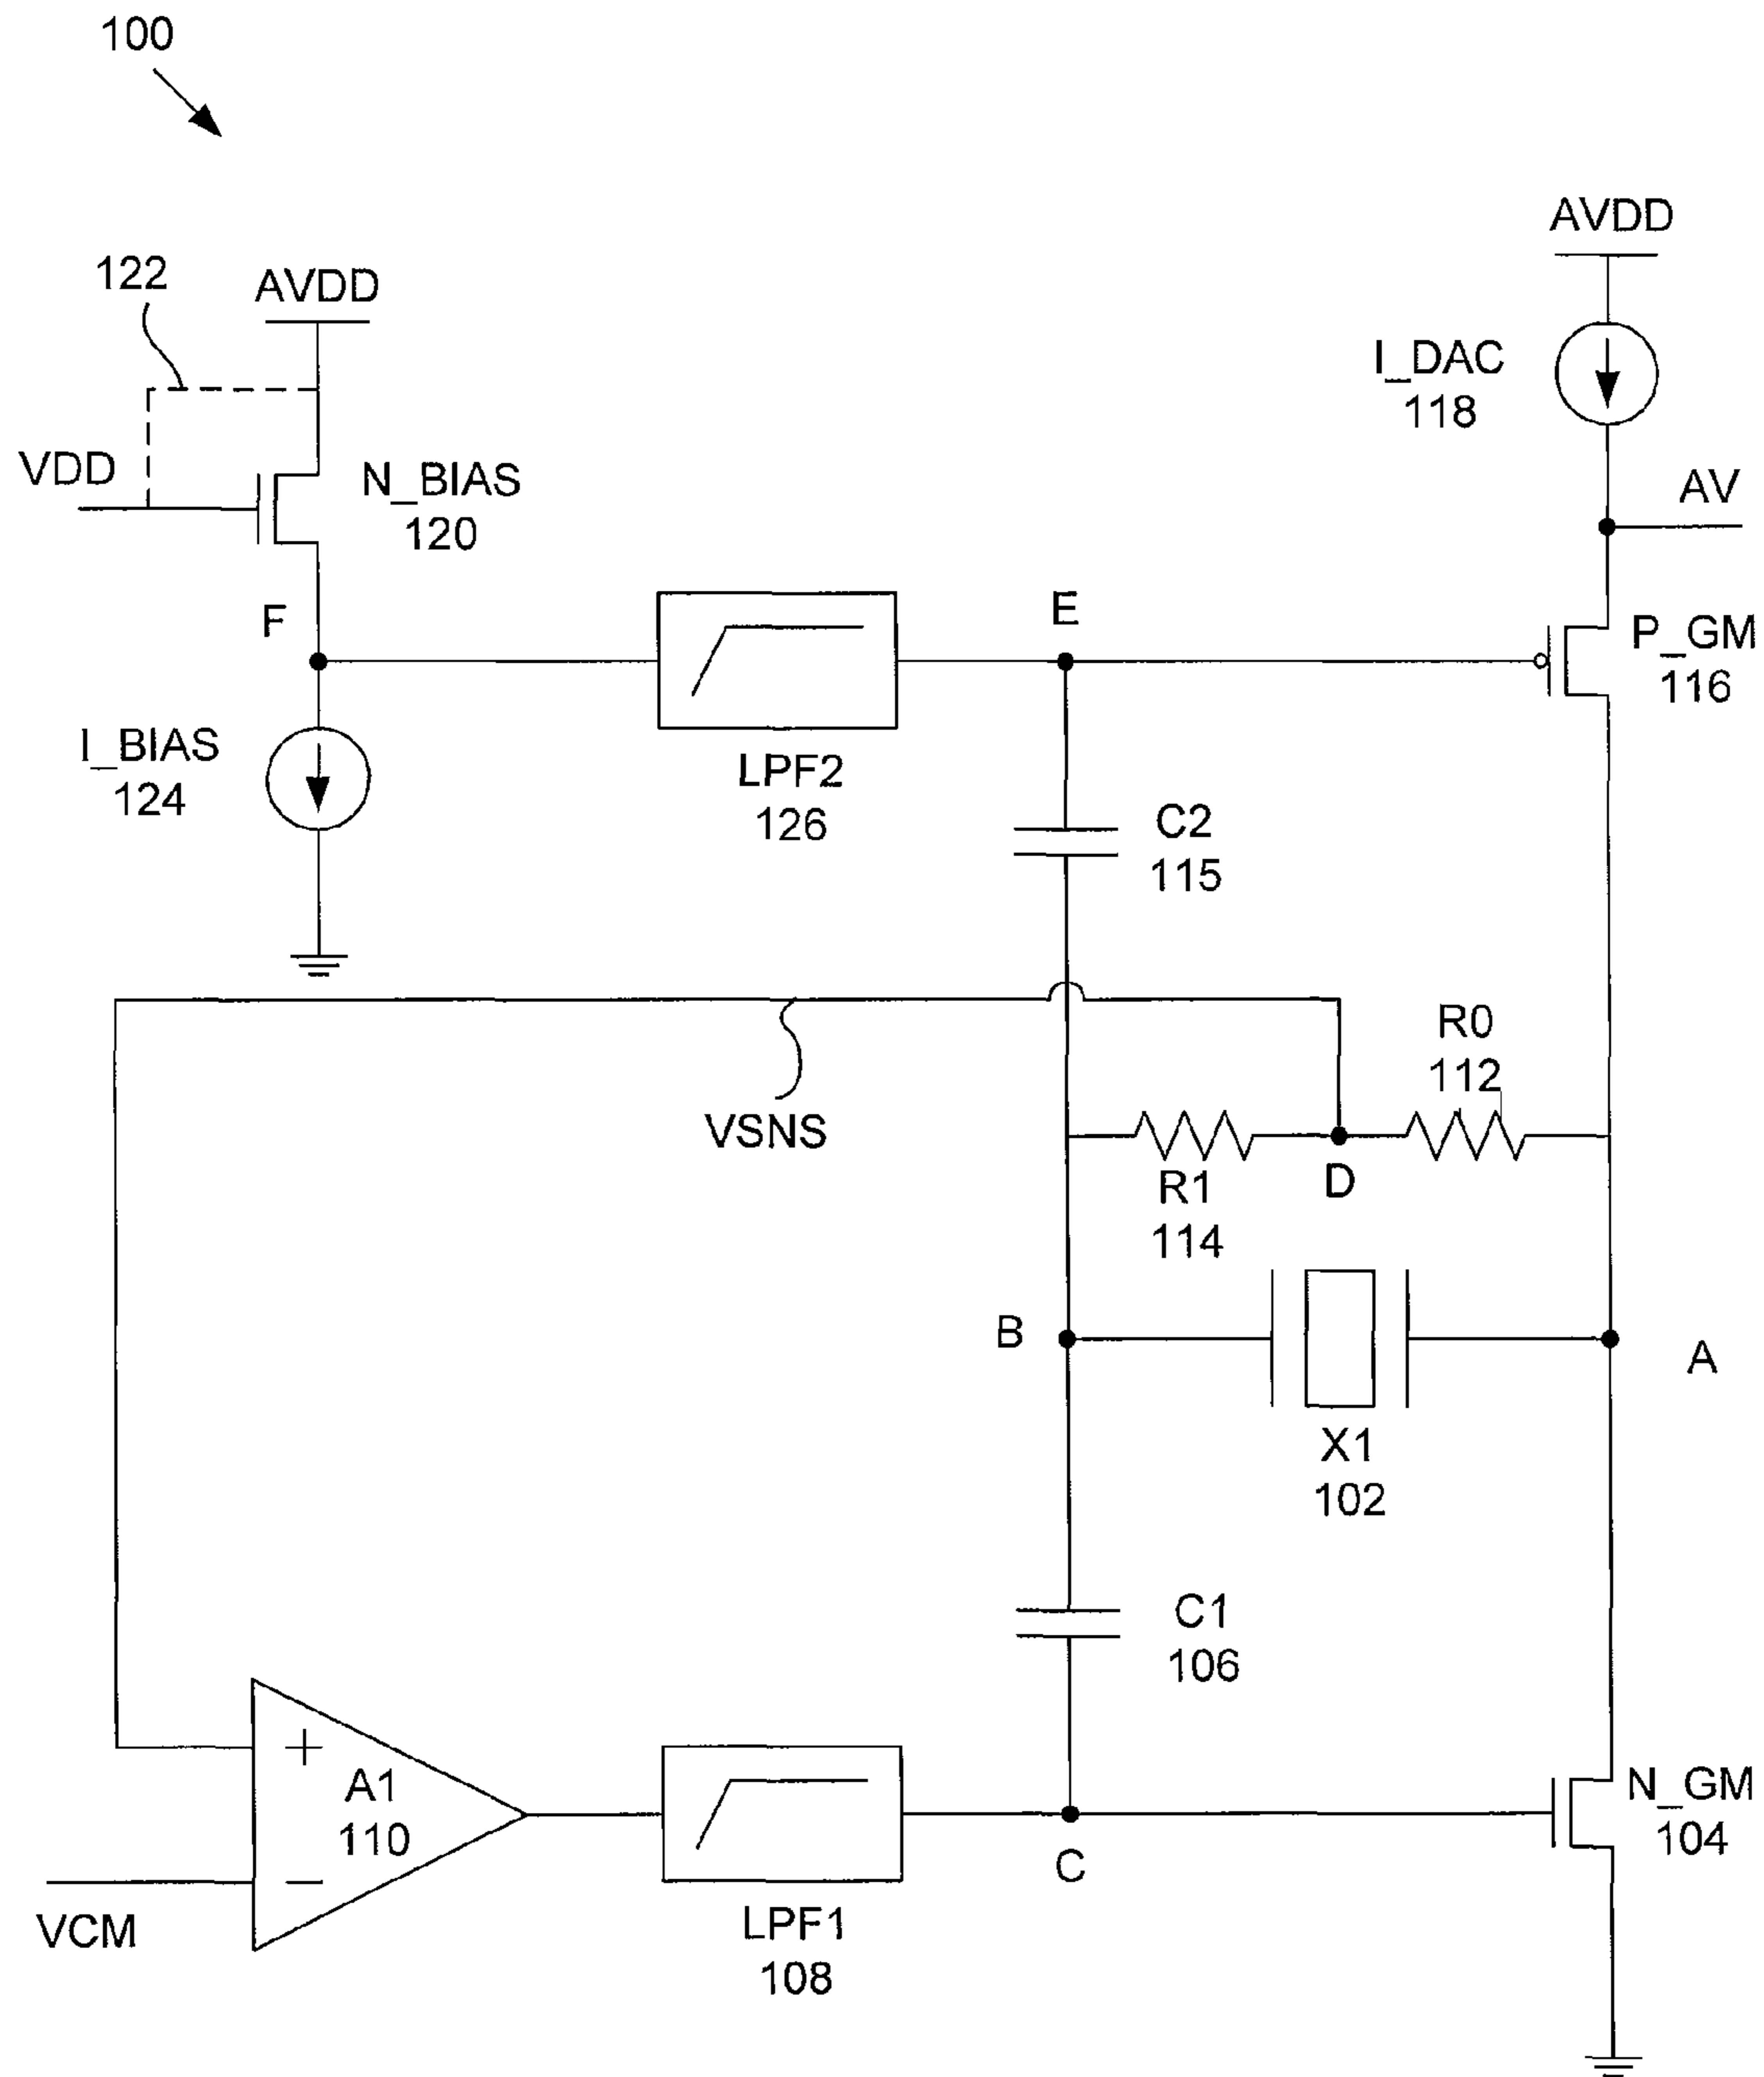 100
AVDD
122
AVDD
I_DAC
118
VDD
N_BIAS
120
AV
F
E
P_GM
116
I_BIAS
124
LPF2
126
C2
115
R0
112
VSNS
R1
114
D
B
A
X1
102
C1
106
+
A1
110
−
VCM
LPF1
108
C
N_GM
104